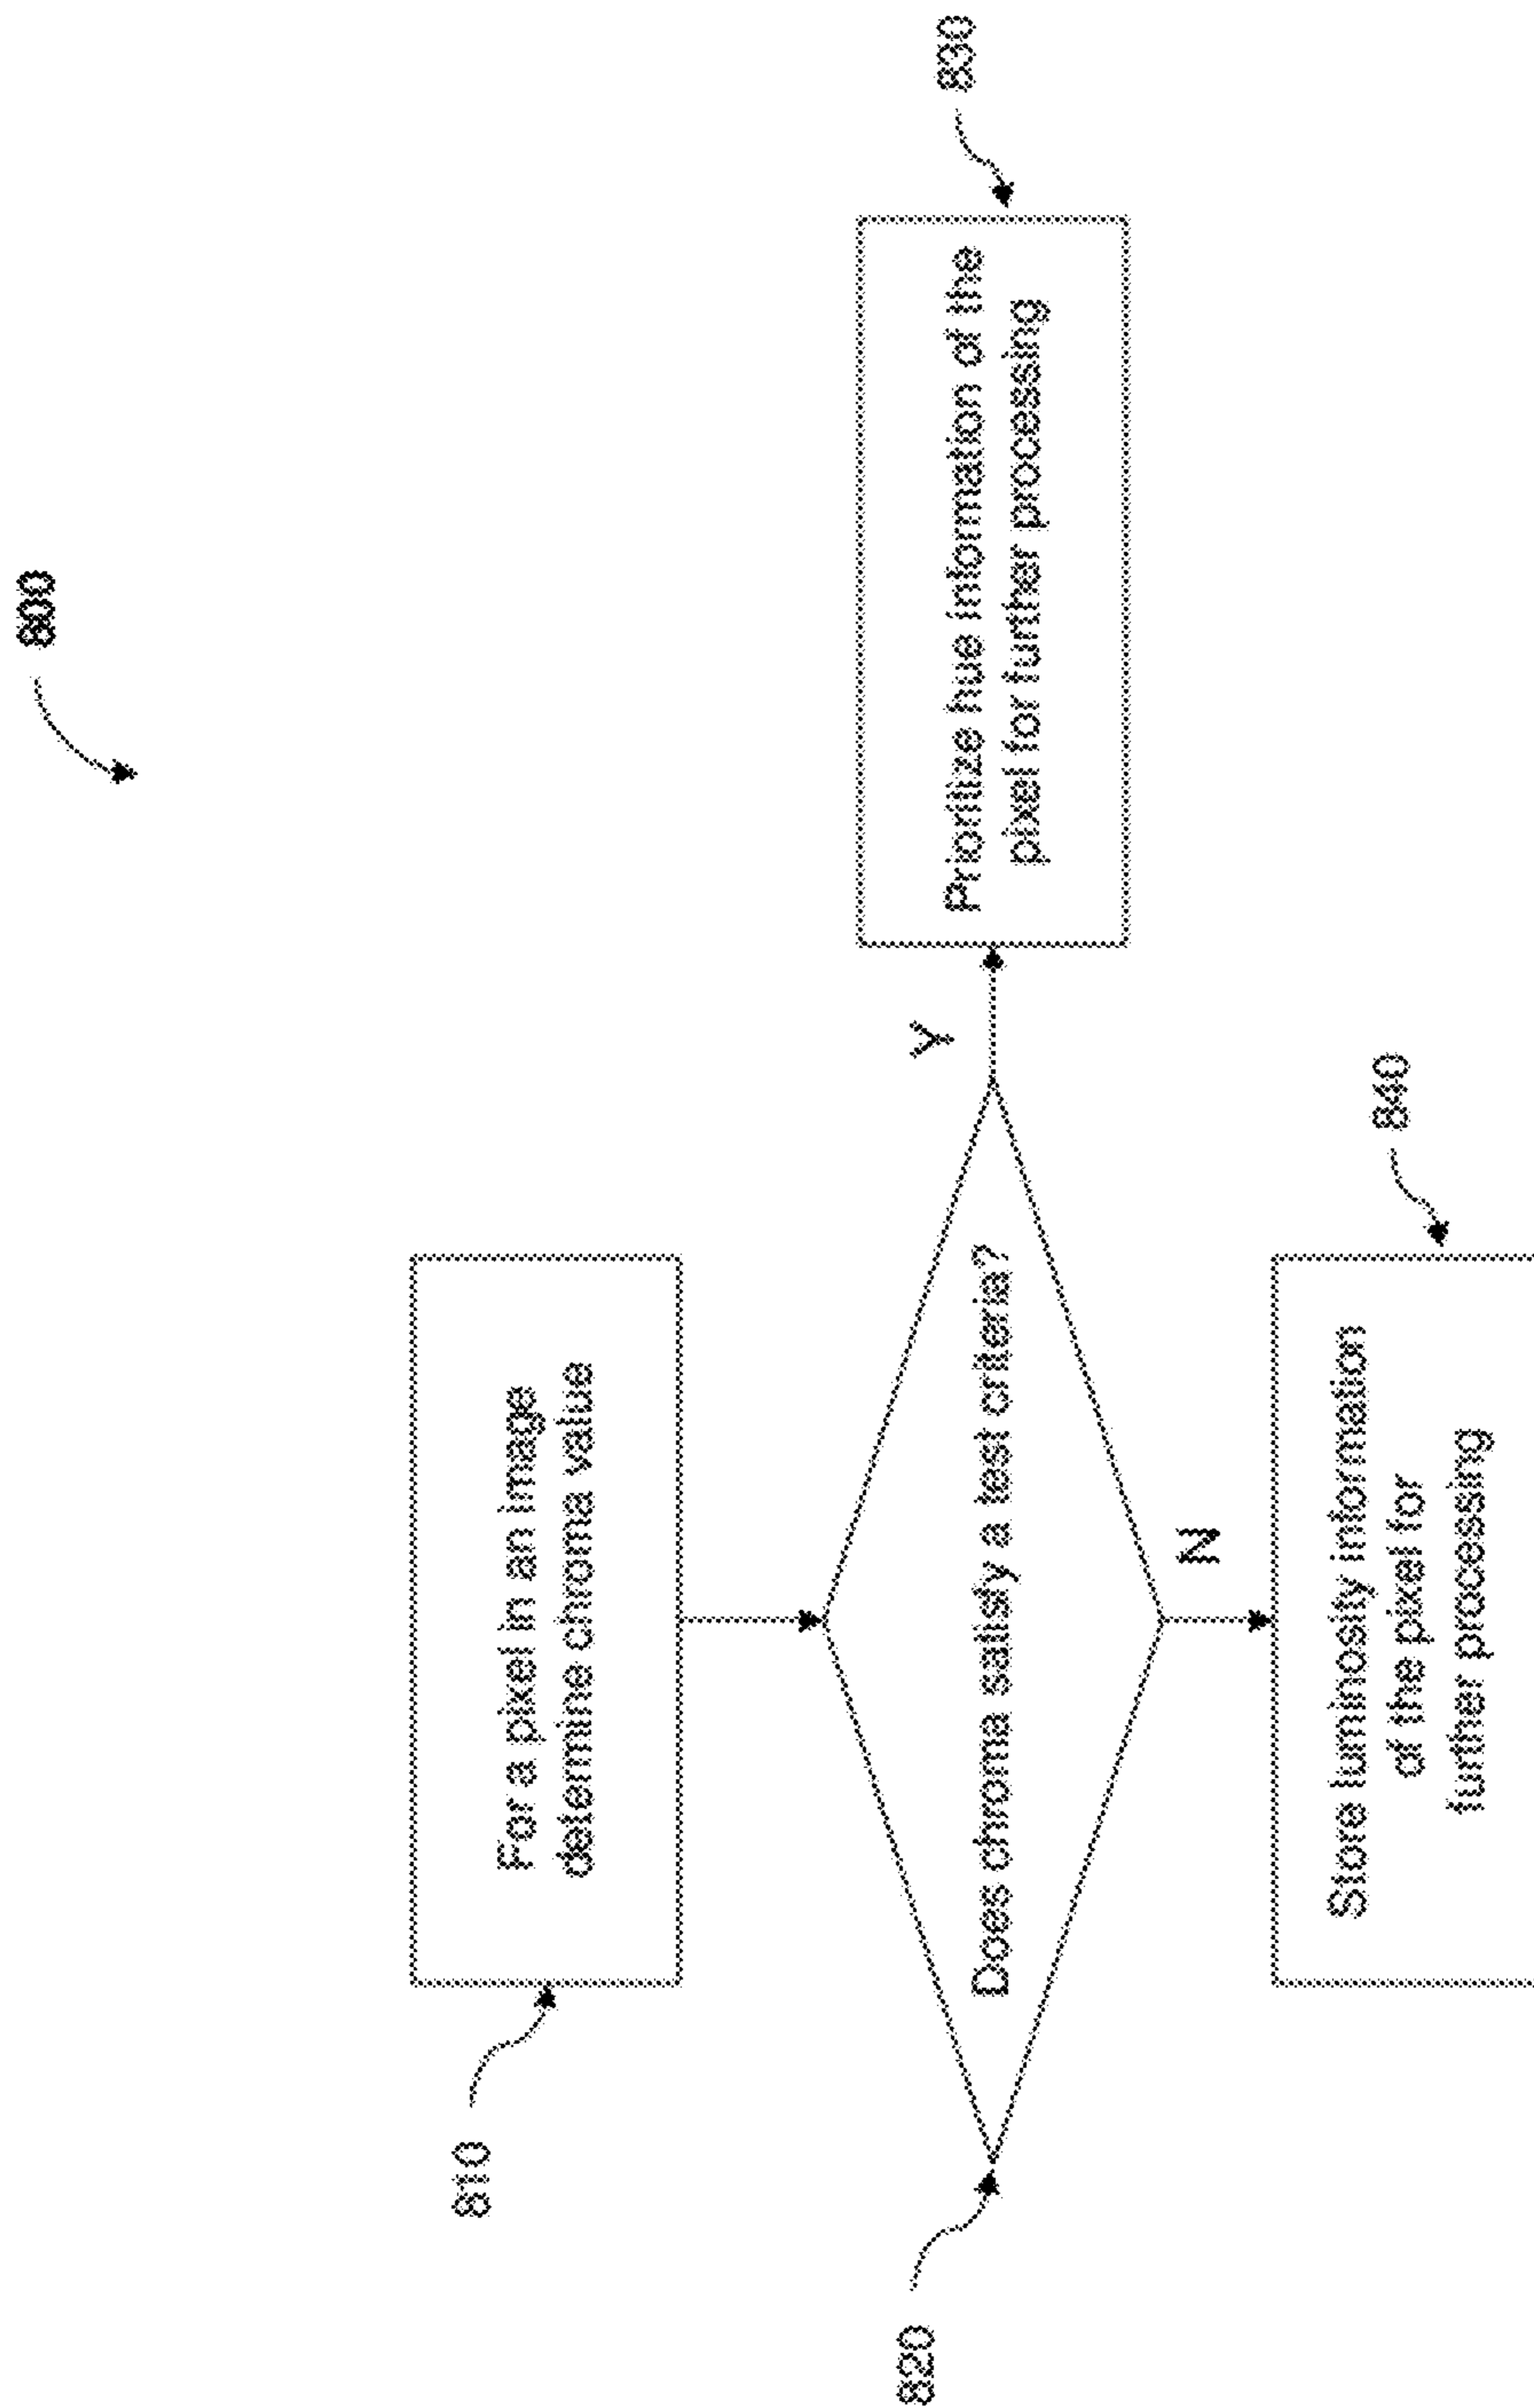 800
810
For a pixel in an image
determine chroma value
820
Does chroma satisfy a test criteria?
Y
Prioritize hue information of the
pixel for further processing
830
N
Store luminosity information
of the pixel for
further processing
840